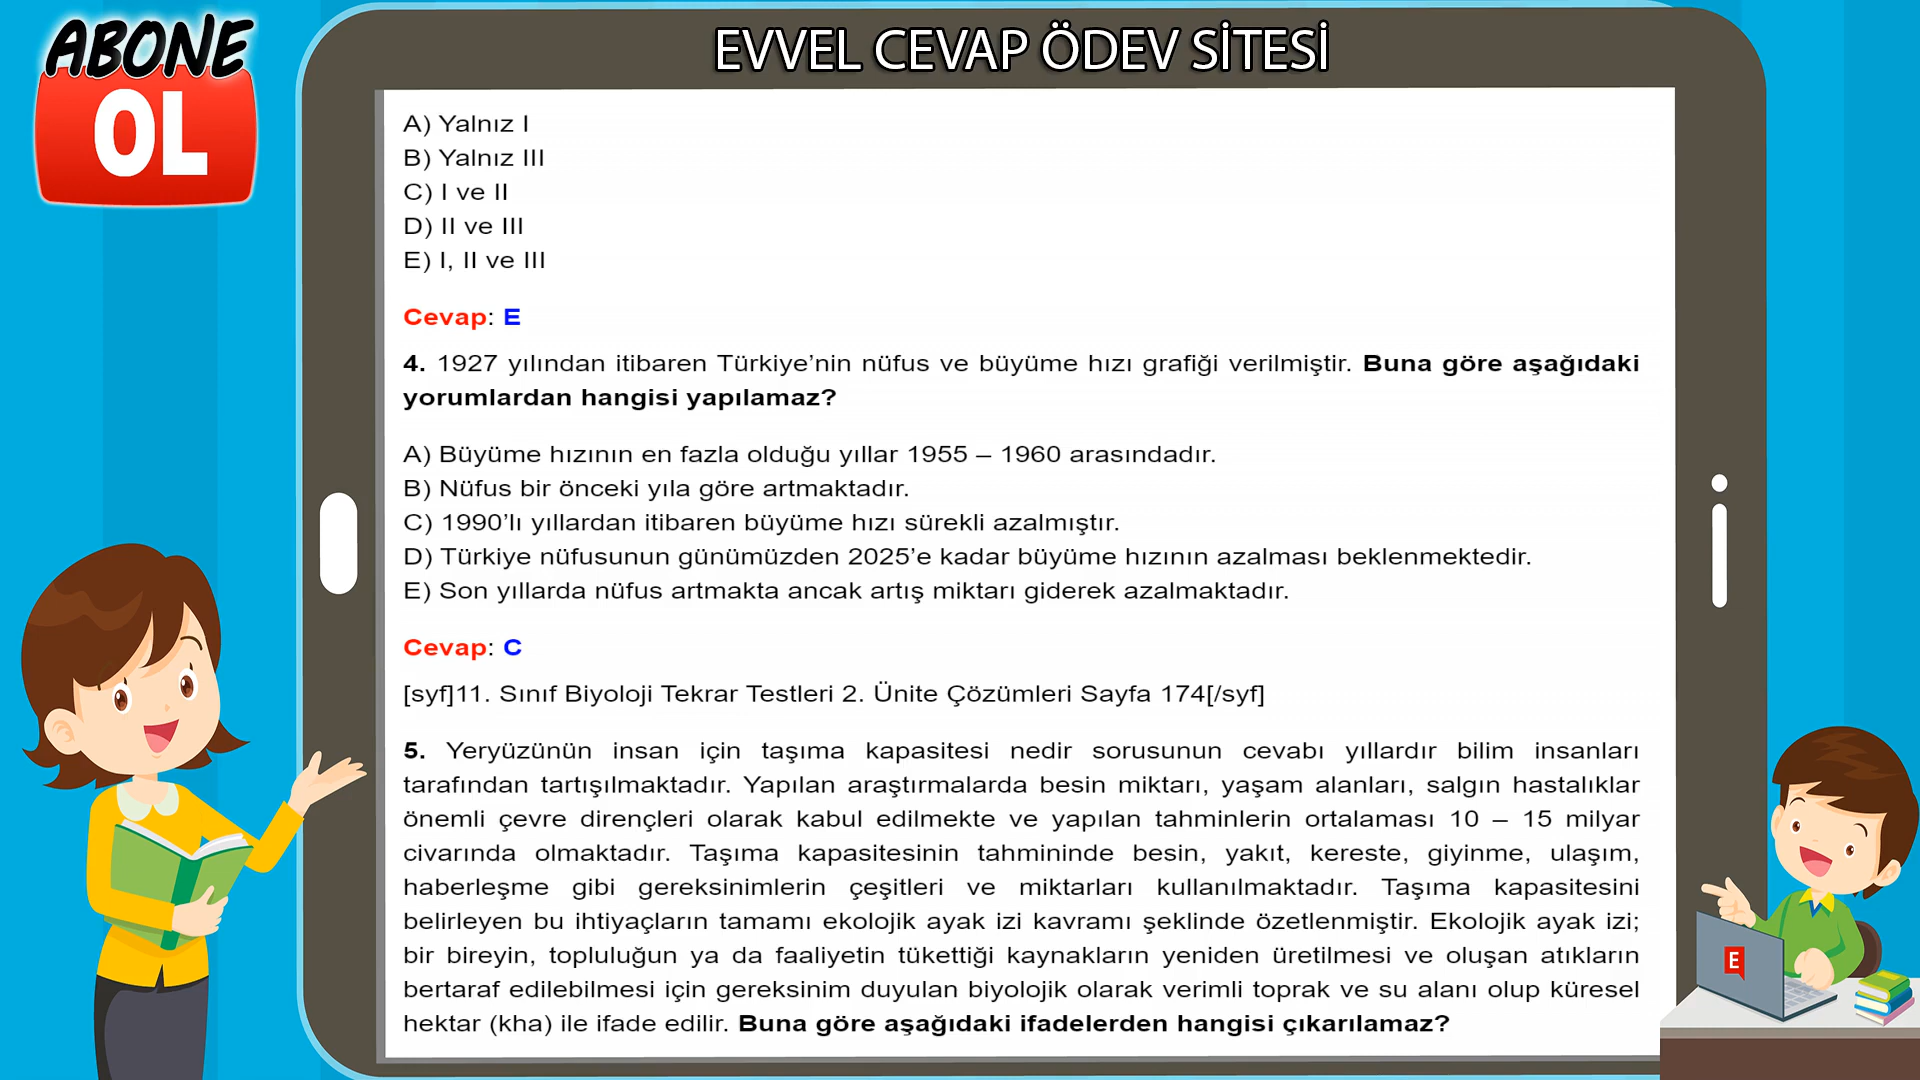 ABONE
OL
EVVEL CEVAP ÖDEV SİTESİ
A) Yalnız I
B) Yalnız III
C) I ve II
D) II ve III
E) I, II ve III
Cevap: E
4. 1927 yılından itibaren Türkiye’nin nüfus ve büyüme hızı grafiği verilmiştir. Buna göre aşağıdaki
yorumlardan hangisi yapılamaz?
A) Büyüme hızının en fazla olduğu yıllar 1955 – 1960 arasındadır.
B) Nüfus bir önceki yıla göre artmaktadır.
C) 1990’lı yıllardan itibaren büyüme hızı sürekli azalmıştır.
D) Türkiye nüfusunun günümüzden 2025’e kadar büyüme hızının azalması beklenmektedir.
E) Son yıllarda nüfus artmakta ancak artış miktarı giderek azalmaktadır.
Cevap: C
[syf]11. Sınıf Biyoloji Tekrar Testleri 2. Ünite Çözümleri Sayfa 174[/syf]
5. Yeryüzünün insan için taşıma kapasitesi nedir sorusunun cevabı yıllardır bilim insanları
tarafından tartışılmaktadır. Yapılan araştırmalarda besin miktarı, yaşam alanları, salgın hastalıklar
önemli çevre dirençleri olarak kabul edilmekte ve yapılan tahminlerin ortalaması 10 – 15 milyar
civarında olmaktadır. Taşıma kapasitesinin tahmininde besin, yakıt, kereste, giyinme, ulaşım,
haberleşme gibi gereksinimlerin çeşitleri ve miktarları kullanılmaktadır. Taşıma kapasitesini
belirleyen bu ihtiyaçların tamamı ekolojik ayak izi kavramı şeklinde özetlenmiştir. Ekolojik ayak izi;
bir bireyin, topluluğun ya da faaliyetin tükettiği kaynakların yeniden üretilmesi ve oluşan atıkların
bertaraf edilebilmesi için gereksinim duyulan biyolojik olarak verimli toprak ve su alanı olup küresel
hektar (kha) ile ifade edilir. Buna göre aşağıdaki ifadelerden hangisi çıkarılamaz?
E